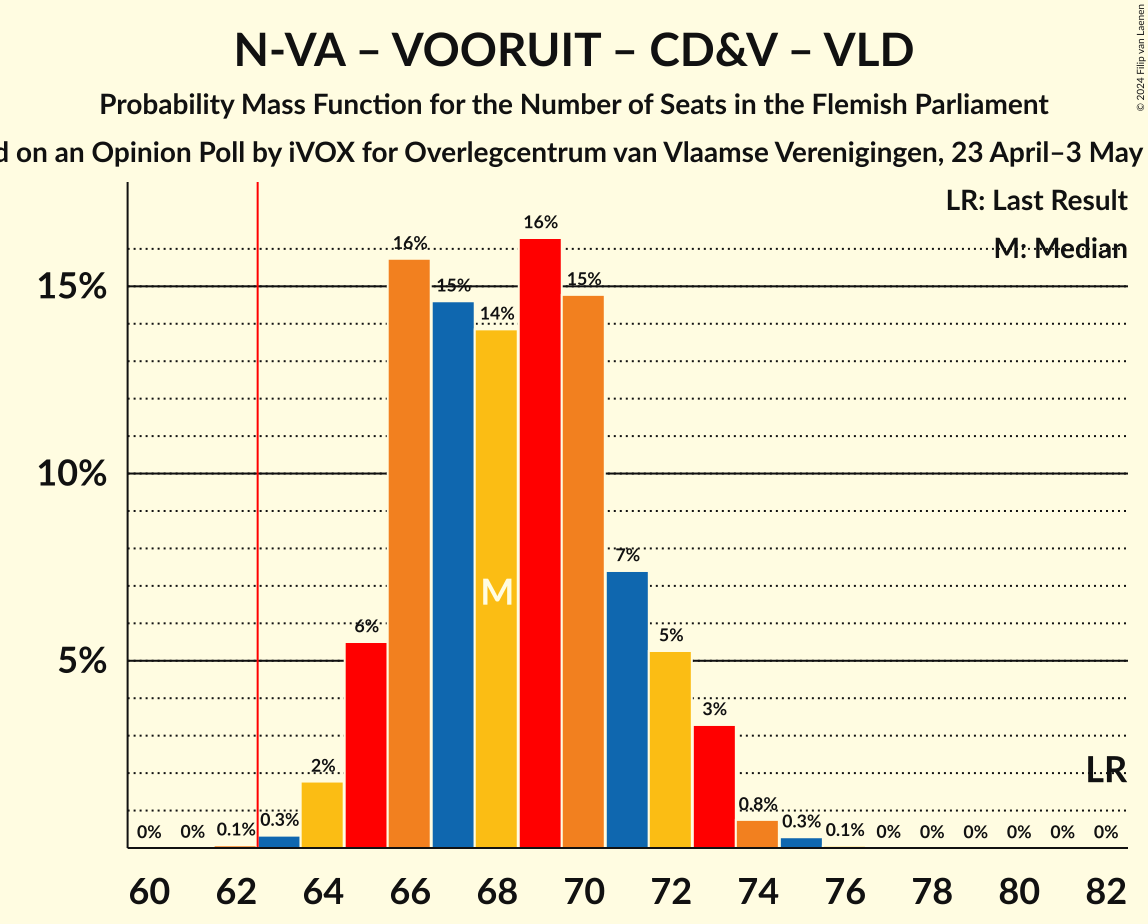 N-VA – VOORUIT – CD&V – VLD
Probability Mass Function for the Number of Seats in the Flemish Parliament
on an Opinion Poll by iVOX for Overlegcentrum van Vlaamse Verenigingen, 23 April–3 May
© 2024 Filip van Laenen
LR: Last Result
M: Median
15%
10%
5%
0% 0% 0.1% 0.3% 2% 6% 16% 15% 14% 16% 15% 7% 5% 3% 0.8% 0.3% 0.1% 0% 0% 0% 0% 0% 0%
M
LR
60 62 64 66 68 70 72 74 76 78 80 82